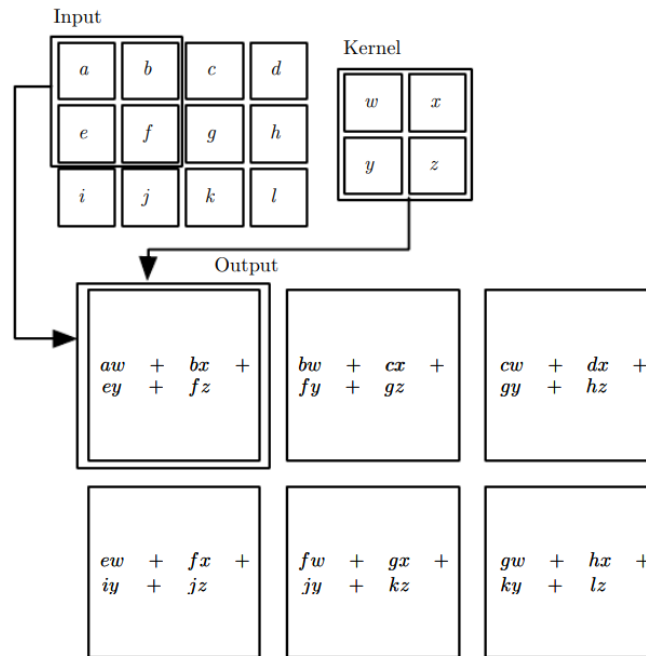 Input
Kernel
a b c d
w x
e f g h
y z
i j k l
Output
aw + bx +
ey + fz
bw + cx +
fy + gz
cw + dx +
gy + hz
ew + fx +
iy + jz
fw + gx +
jy + kz
gw + hx +
ky + lz